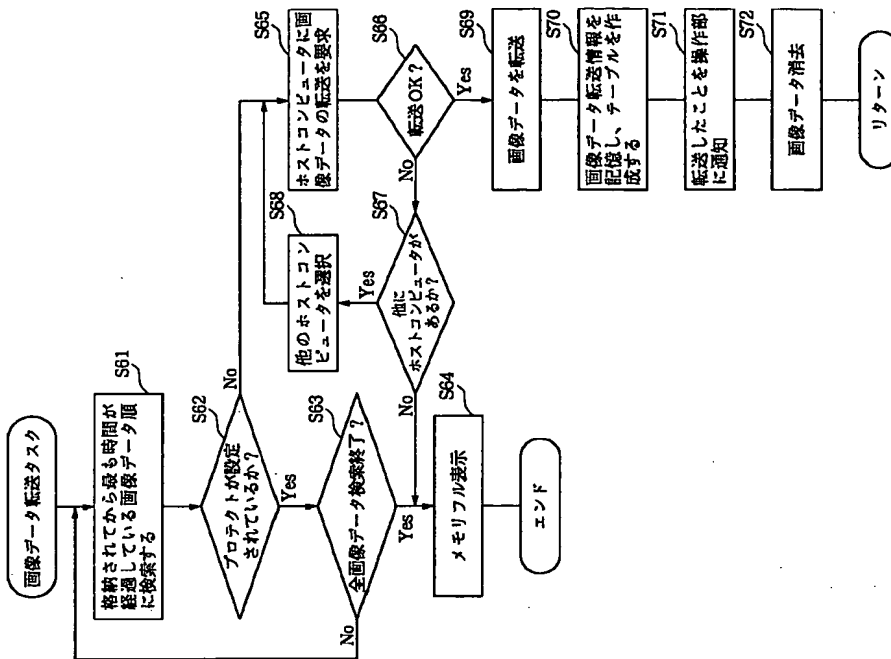 画像データ転送タスク
S61
格納されてから最も時間が
経過している画像データ順
に検索する
S62
プロテクトが設定
されているか？
No
Yes
S63
全画像データ検索終了？
No
Yes
S64
メモリフル表示
エンド
S65
ホストコンピュータに画
像データの転送を要求
S66
転送OK？
No
Yes
S67
他に
ホストコンピュータが
あるか？
No
Yes
S68
他のホストコン
ピュータを選択
S69
画像データを転送
S70
画像データ転送情報を
記憶し、テーブルを作
成する
S71
転送したことを操作部
に通知
S72
画像データ消去
リターン